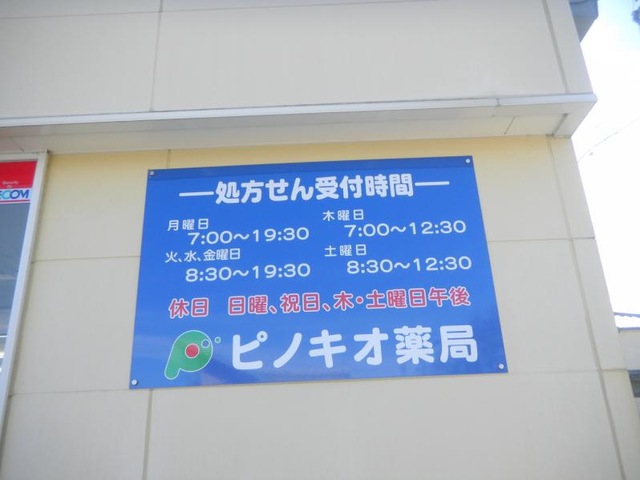 処方せん受付時間
月曜日
7:00〜19:30
木曜日
7:00〜12:30
火、水、金曜日
8:30〜19:30
土曜日
8:30〜12:30
休日 日曜、祝日、木・土曜日午後
ピノキオ薬局
ECOM